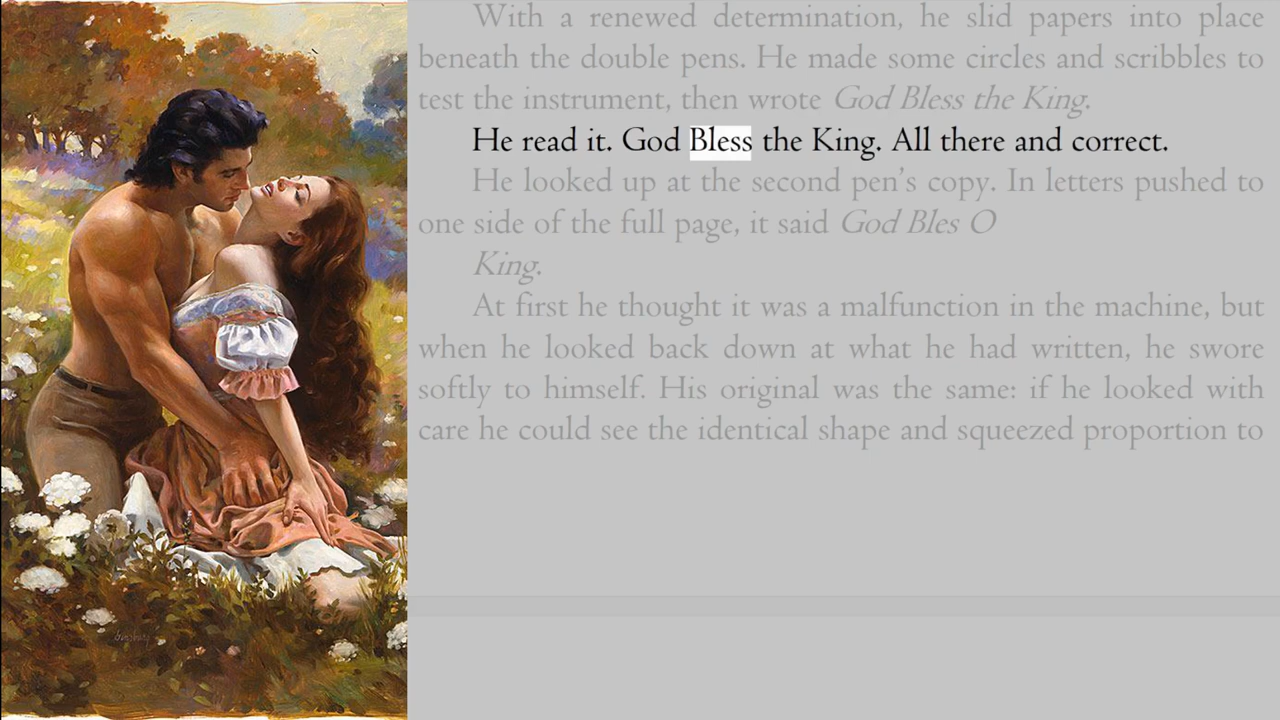 With a renewed determination, he slid papers into place
beneath the double pens. He made some circles and scribbles to
test the instrument, then wrote God Bless the King.
He read it. God Bless the King. All there and correct.
He looked up at the second pen's copy. In letters pushed to
one side of the full page, it said God Bles O
King.
At first he thought it was a malfunction in the machine, but
when he looked back down at what he had written, he swore
softly to himself. His original was the same: if he looked with
care he could see the identical shape and squeezed proportion to